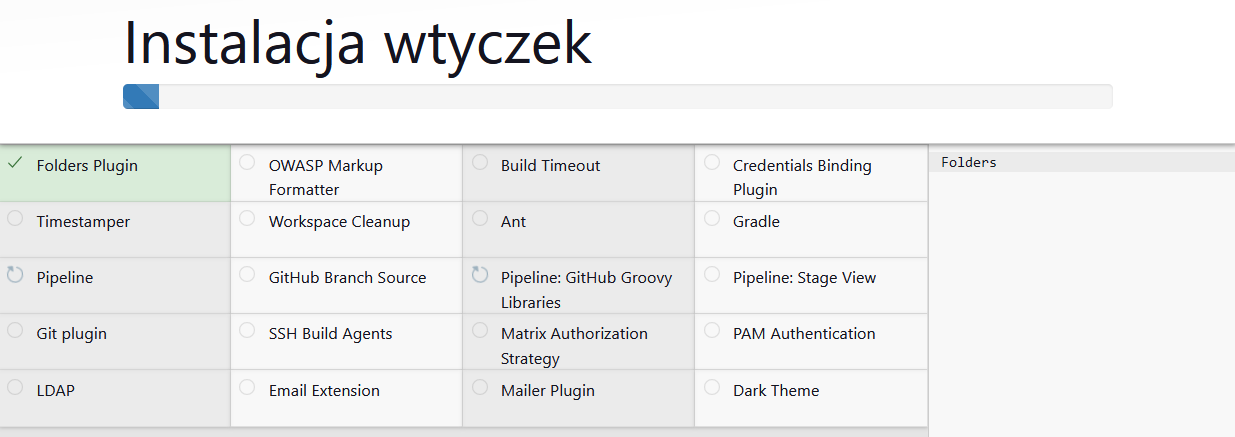 Instalacja wtyczek
Folders Plugin
OWASP Markup
Formatter
Build Timeout
Credentials Binding
Plugin
Folders
Timestamper
Workspace Cleanup
Ant
Gradle
Pipeline
GitHub Branch Source
Pipeline: GitHub Groovy
Libraries
Pipeline: Stage View
Git plugin
SSH Build Agents
Matrix Authorization
Strategy
PAM Authentication
LDAP
Email Extension
Mailer Plugin
Dark Theme